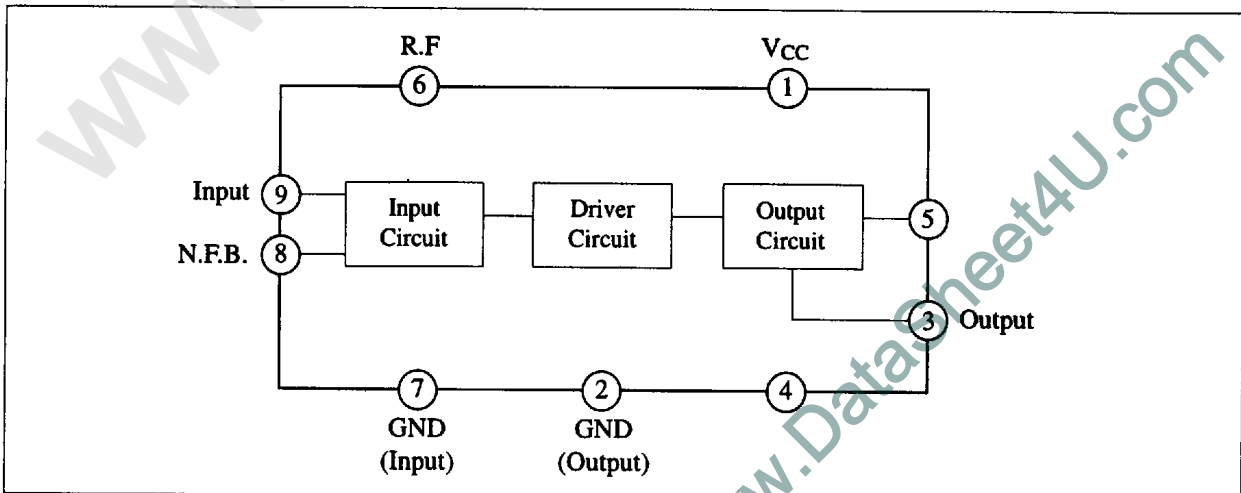 R.F
VCC
6
1
Input
9
Input
Circuit
Driver
Circuit
Output
Circuit
5
N.F.B.
8
3
Output
7
2
4
GND
(Input)
GND
(Output)
www
w.DataSheet4U.com